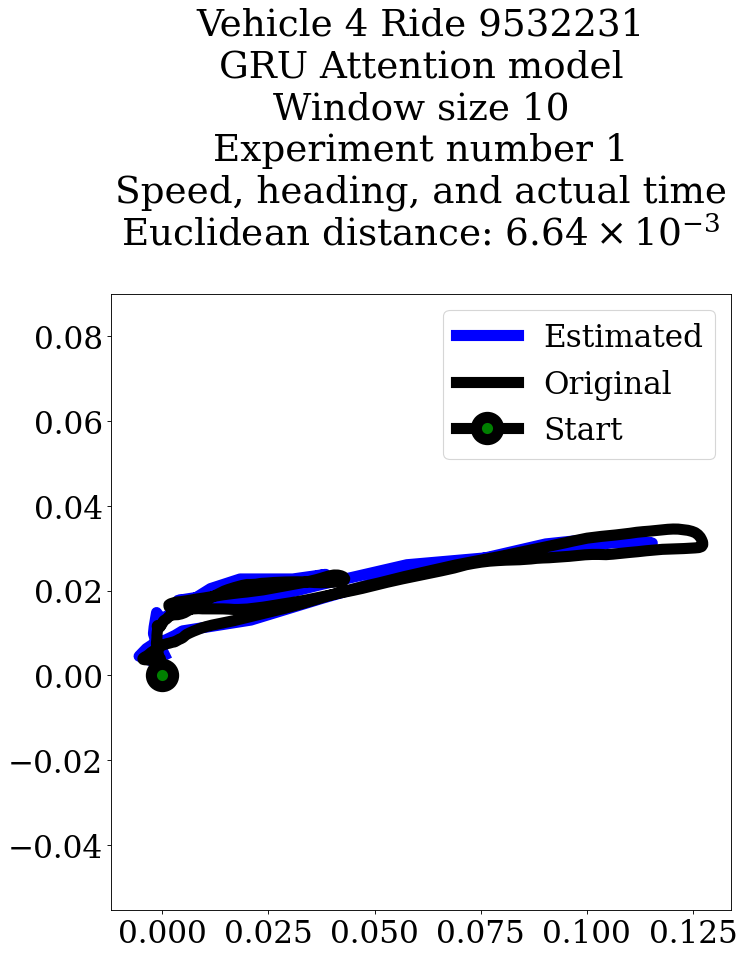 Vehicle 4 Ride 9532231
GRU Attention model
Window size 10
Experiment number 1
Speed, heading, and actual time
Euclidean distance: 6.64 × 10⁻³
Estimated
Original
Start
0.08
0.06
0.04
0.02
0.00
−0.02
−0.04
0.000 0.025 0.050 0.075 0.100 0.125